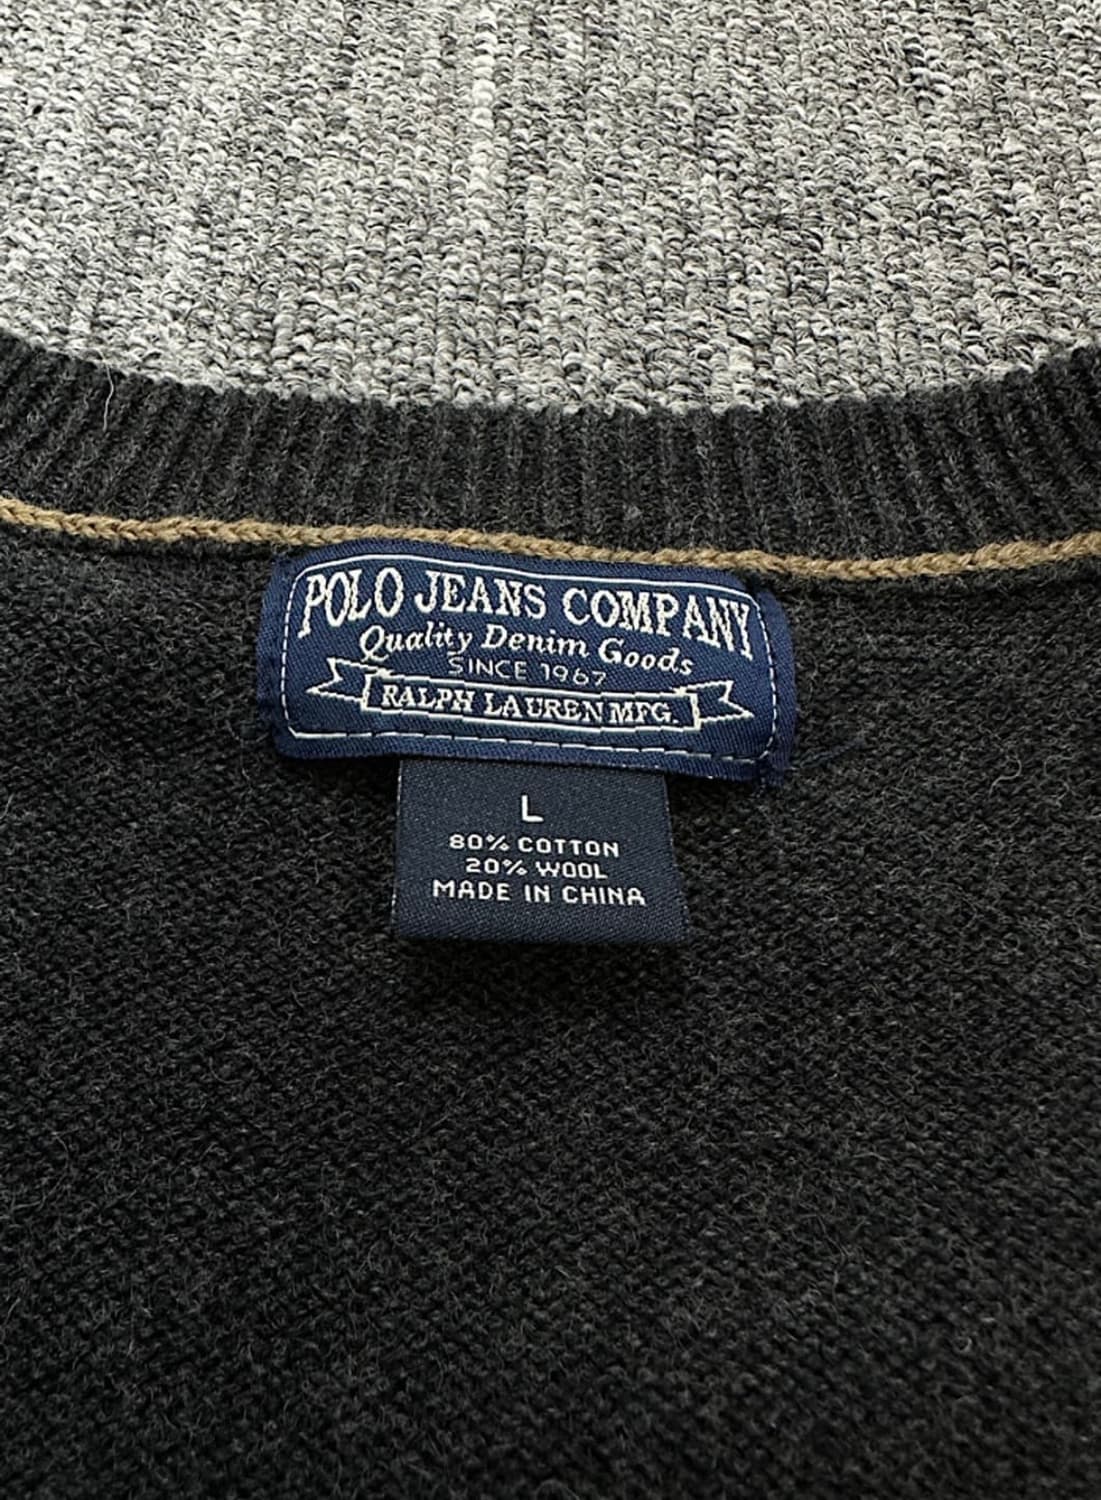 POLO JEANS COMPANY
Quality Denim Goods
SINCE 1967
RALPH LAUREN MFG.
L
80% COTTON
20% WOOL
MADE IN CHINA